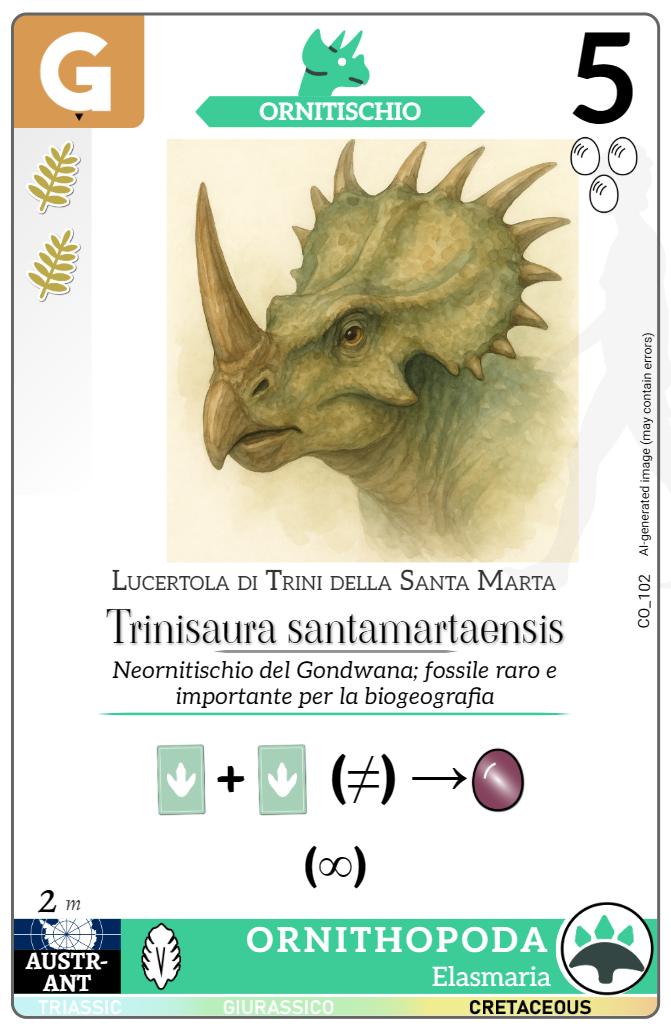 G
ORNITISCHIO
5
LUCERTOLA DI TRINI DELLA SANTA MARTA
Trinisaura santamartaensis
Neornitischio del Gondwana; fossile raro e
importante per la biogeografia
+ (≠) →
(∞)
2 m
AUSTR-
ANT
ORNITHOPODA
Elasmaria
TRIASSIC GIURASSICO CRETACEOUS
CO_102 AI-generated image (may contain errors)